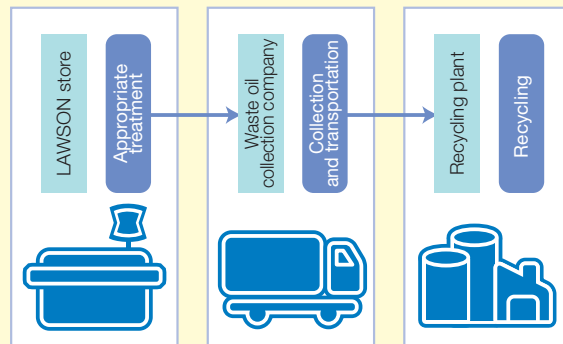 LAWSON store
Appropriate
treatment
Waste oil
collection company
Collection
and transportation
Recycling plant
Recycling